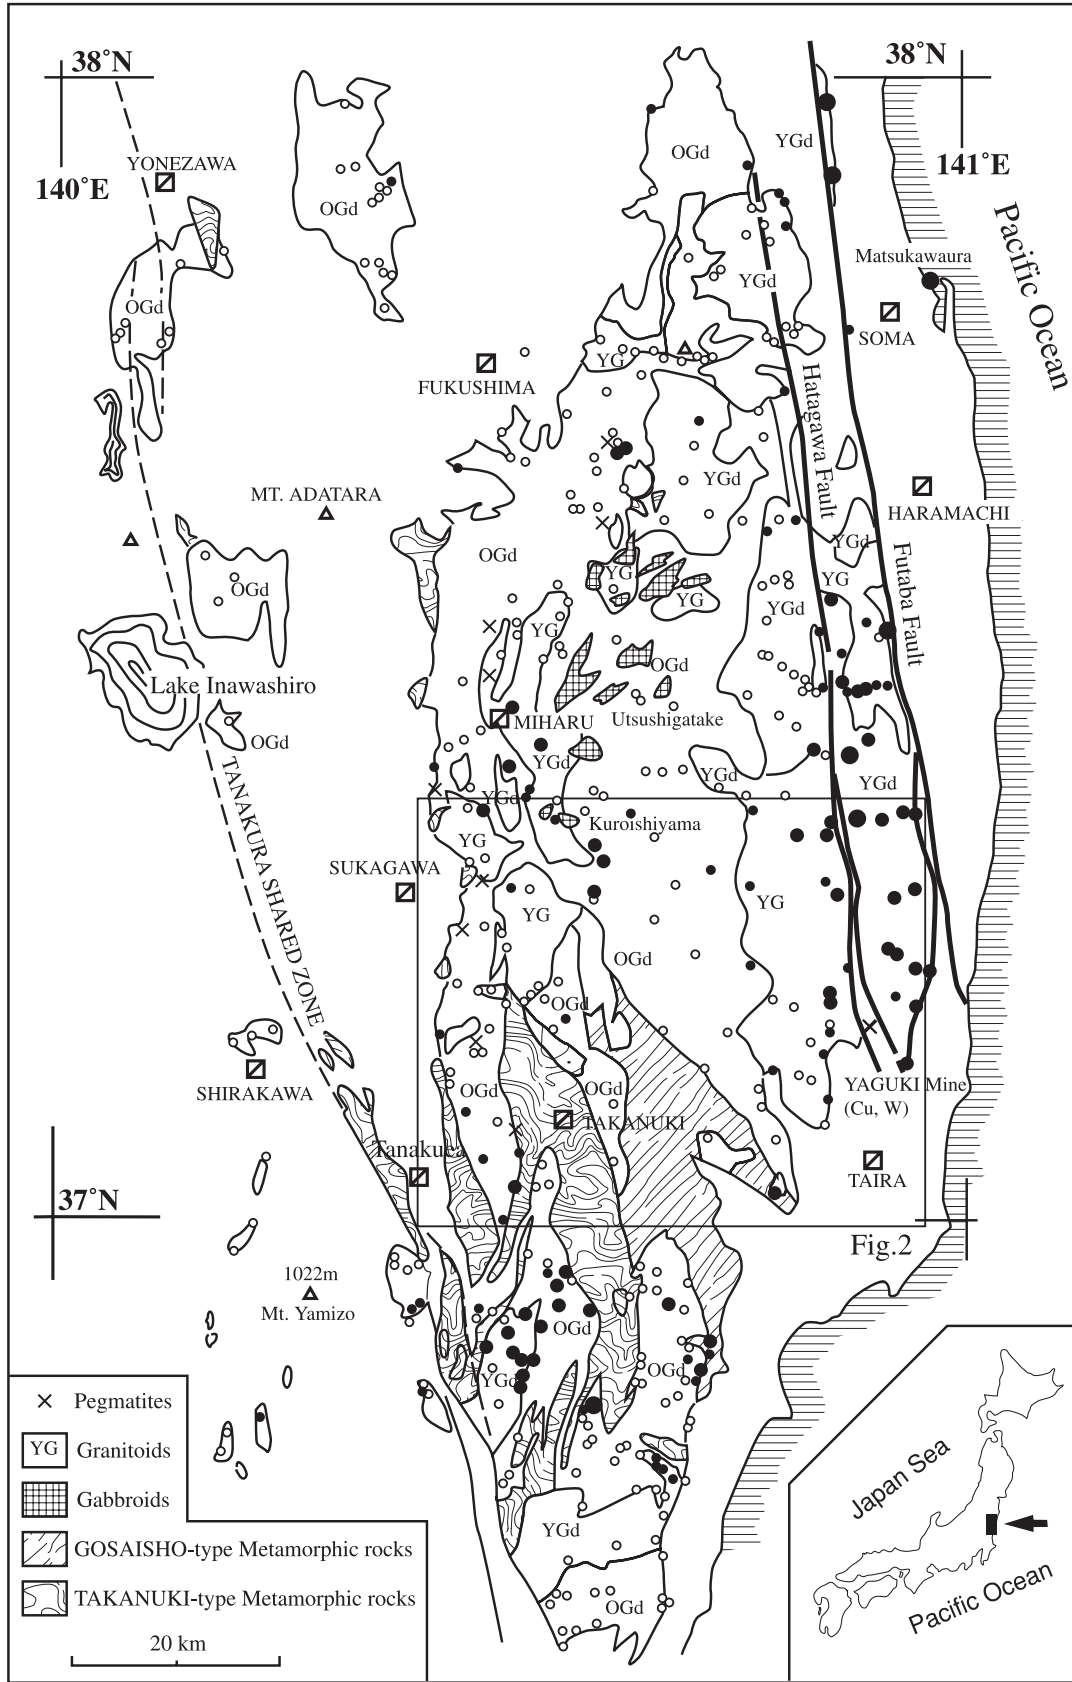 38˚N
38˚N
140˚E
141˚E
YONEZAWA
OGd
YGd
OGd
Pacific Ocean
Matsukawaura
YGd
OGd
SOMA
YG
FUKUSHIMA
Hatagawa Fault
YGd
MT. ADATARA
HARAMACHI
OGd
YGd
Futaba Fault
YG
YG
OGd
YG
YGd
YG
OGd
Lake Inawashiro
MIHARU
Utsushigatake
OGd
YGd
YGd
YGd
YGd
TANAKURA SHARED ZONE
Kuroishiyama
YG
SUKAGAWA
YG
YG
OGd
OGd
SHIRAKAWA
OGd
OGd
YAGUKI Mine
(Cu, W)
TAKANUKI
Tanakuea
TAIRA
37˚N
Fig.2
1022m
Mt. Yamizo
OGd
OGd
YGd
YGd
OGd
Pegmatites
YG
Granitoids
Gabbroids
GOSAISHO-type Metamorphic rocks
TAKANUKI-type Metamorphic rocks
20 km
Japan Sea
Pacific Ocean